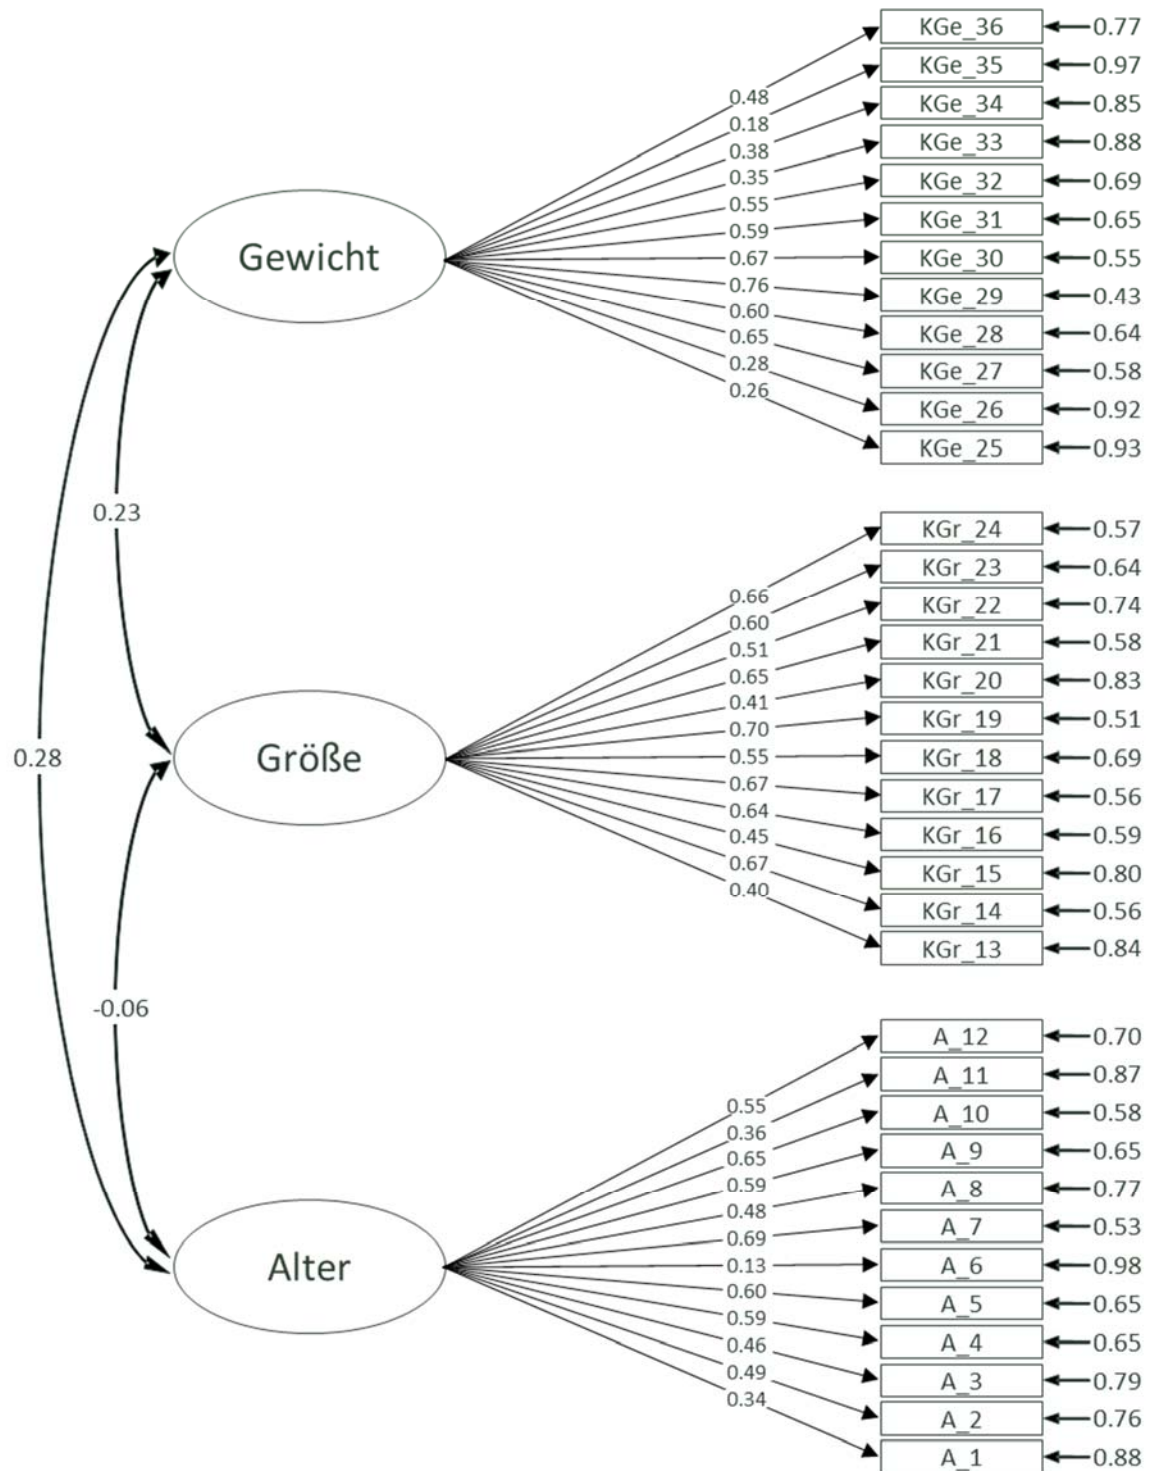 KGe_36 0.77
KGe_35 0.97
0.48
KGe_34 0.85
0.18
KGe_33 0.88
0.38
0.35
KGe_32 0.69
0.55
KGe_31 0.65
0.59
Gewicht
0.67
KGe_30 0.55
0.76
KGe_29 0.43
0.60
KGe_28 0.64
0.65
0.28
KGe_27 0.58
0.26
KGe_26 0.92
KGe_25 0.93
0.23
KGr_24 0.57
KGr_23 0.64
0.66
KGr_22 0.74
0.60
KGr_21 0.58
0.51
0.65
KGr_20 0.83
0.41
KGr_19 0.51
0.70
0.28
Größe
0.55
KGr_18 0.69
0.67
KGr_17 0.56
0.64
KGr_16 0.59
0.45
0.67
KGr_15 0.80
0.40
KGr_14 0.56
KGr_13 0.84
-0.06
A_12 0.70
A_11 0.87
0.55
A_10 0.58
0.36
A_9 0.65
0.65
0.59
A_8 0.77
0.48
A_7 0.53
0.69
Alter
0.13
A_6 0.98
0.60
A_5 0.65
0.59
A_4 0.65
0.46
0.49
A_3 0.79
0.34
A_2 0.76
A_1 0.88